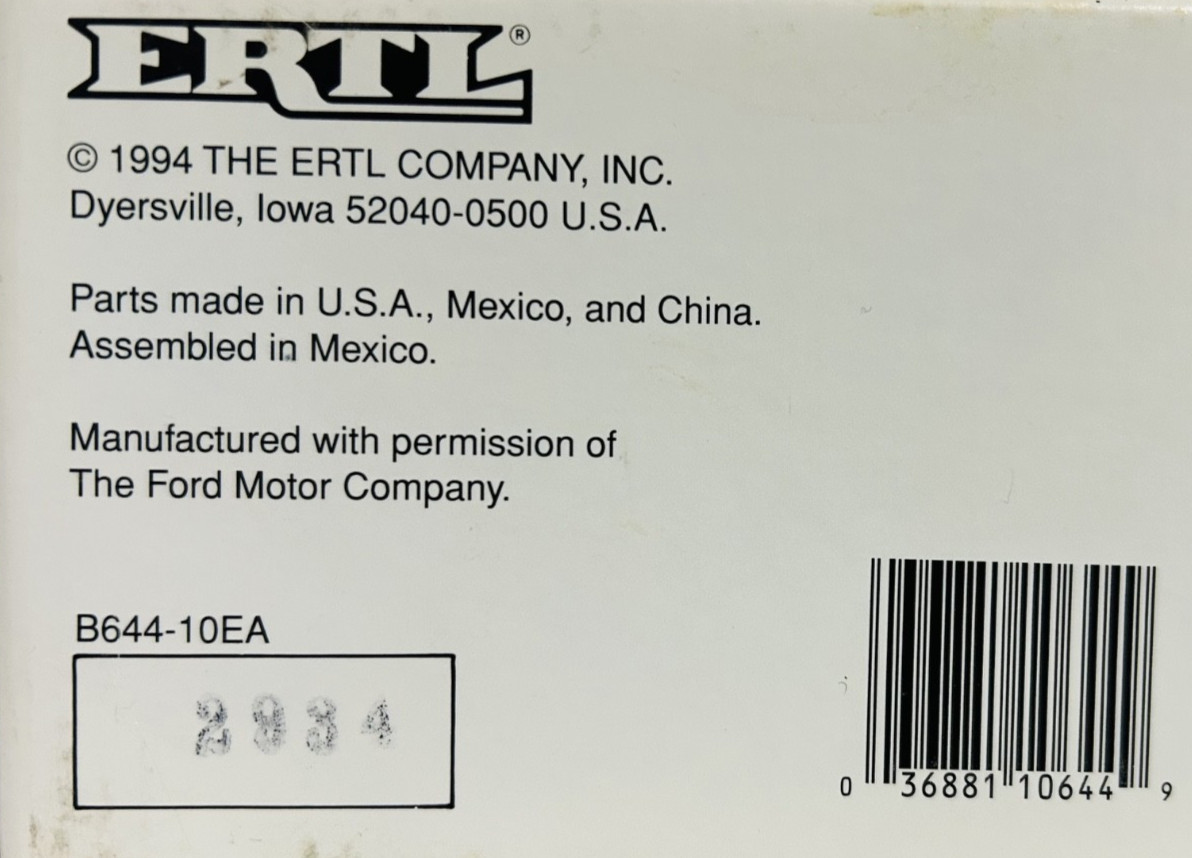 ERTL®
© 1994 THE ERTL COMPANY, INC.
Dyersville, Iowa 52040-0500 U.S.A.
Parts made in U.S.A., Mexico, and China.
Assembled in Mexico.
Manufactured with permission of
The Ford Motor Company.
B644-10EA
2934
0 36881 10644 9